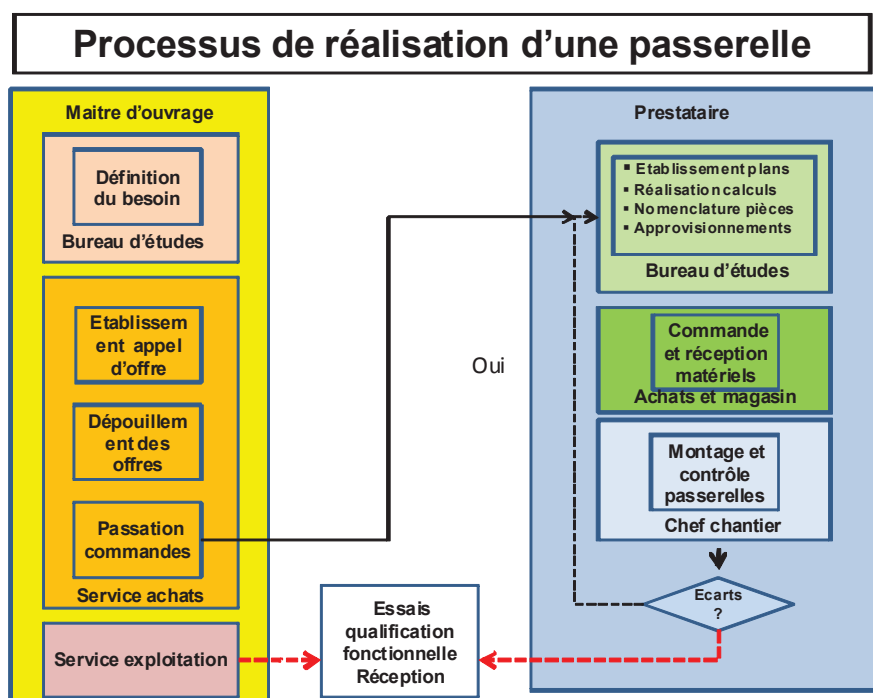 Processus de réalisation d'une passerelle
Maitre d'ouvrage
Définition
du besoin
Bureau d'études
Etablissem
ent appel
d'offre
Dépouillem
ent des
offres
Passation
commandes
Service achats
Service exploitation
Oui
Essais
qualification
fonctionnelle
Réception
Prestataire
▪ Etablissement plans
▪ Réalisation calculs
▪ Nomenclature pièces
▪ Approvisionnements
Bureau d'études
Commande
et réception
matériels
Achats et magasin
Montage et
contrôle
passerelles
Chef chantier
Ecarts
?